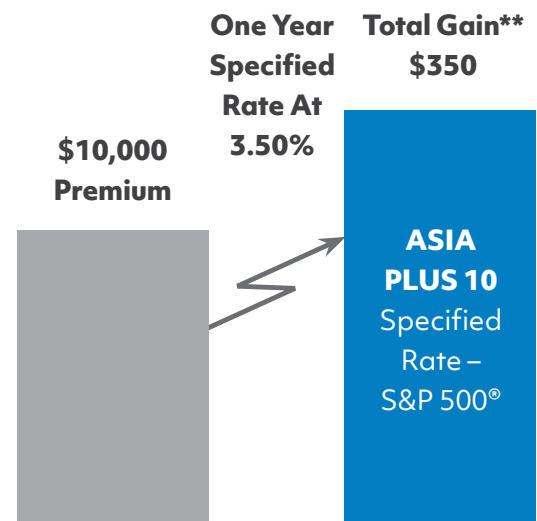 $10,000
Premium
One Year
Specified
Rate At
3.50%
Total Gain**
$350
ASIA
PLUS 10
Specified
Rate –
S&P 500®